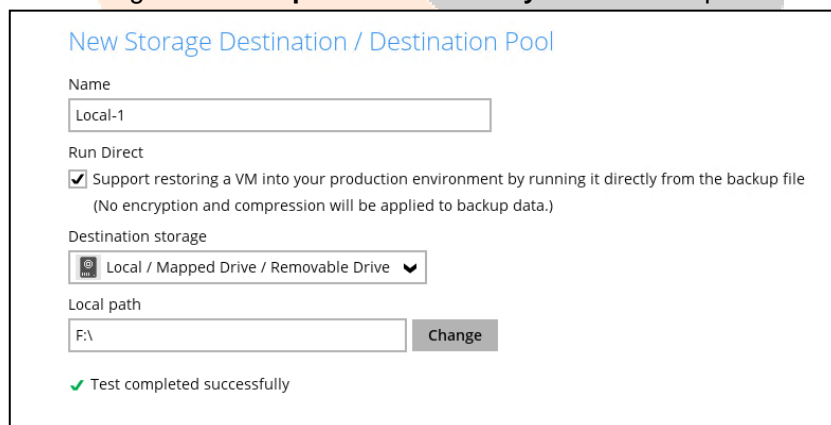 New Storage Destination / Destination Pool
Name
Local-1
Run Direct
Support restoring a VM into your production environment by running it directly from the backup file
(No encryption and compression will be applied to backup data.)
Destination storage
Local / Mapped Drive / Removable Drive
Local path
F:\
Change
Test completed successfully